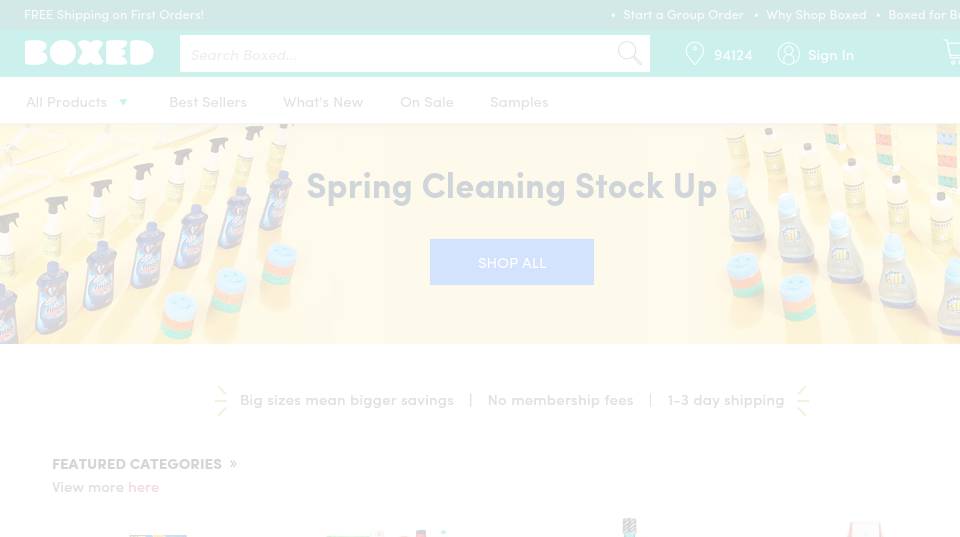 FREE Shipping on First Orders!
• Start a Group Order • Why Shop Boxed • Boxed for B
BOXED
Search Boxed...
94124
Sign In
All Products ▼ Best Sellers What's New On Sale Samples
Spring Cleaning Stock Up
SHOP ALL
Big sizes mean bigger savings | No membership fees | 1-3 day shipping
FEATURED CATEGORIES »
View more here